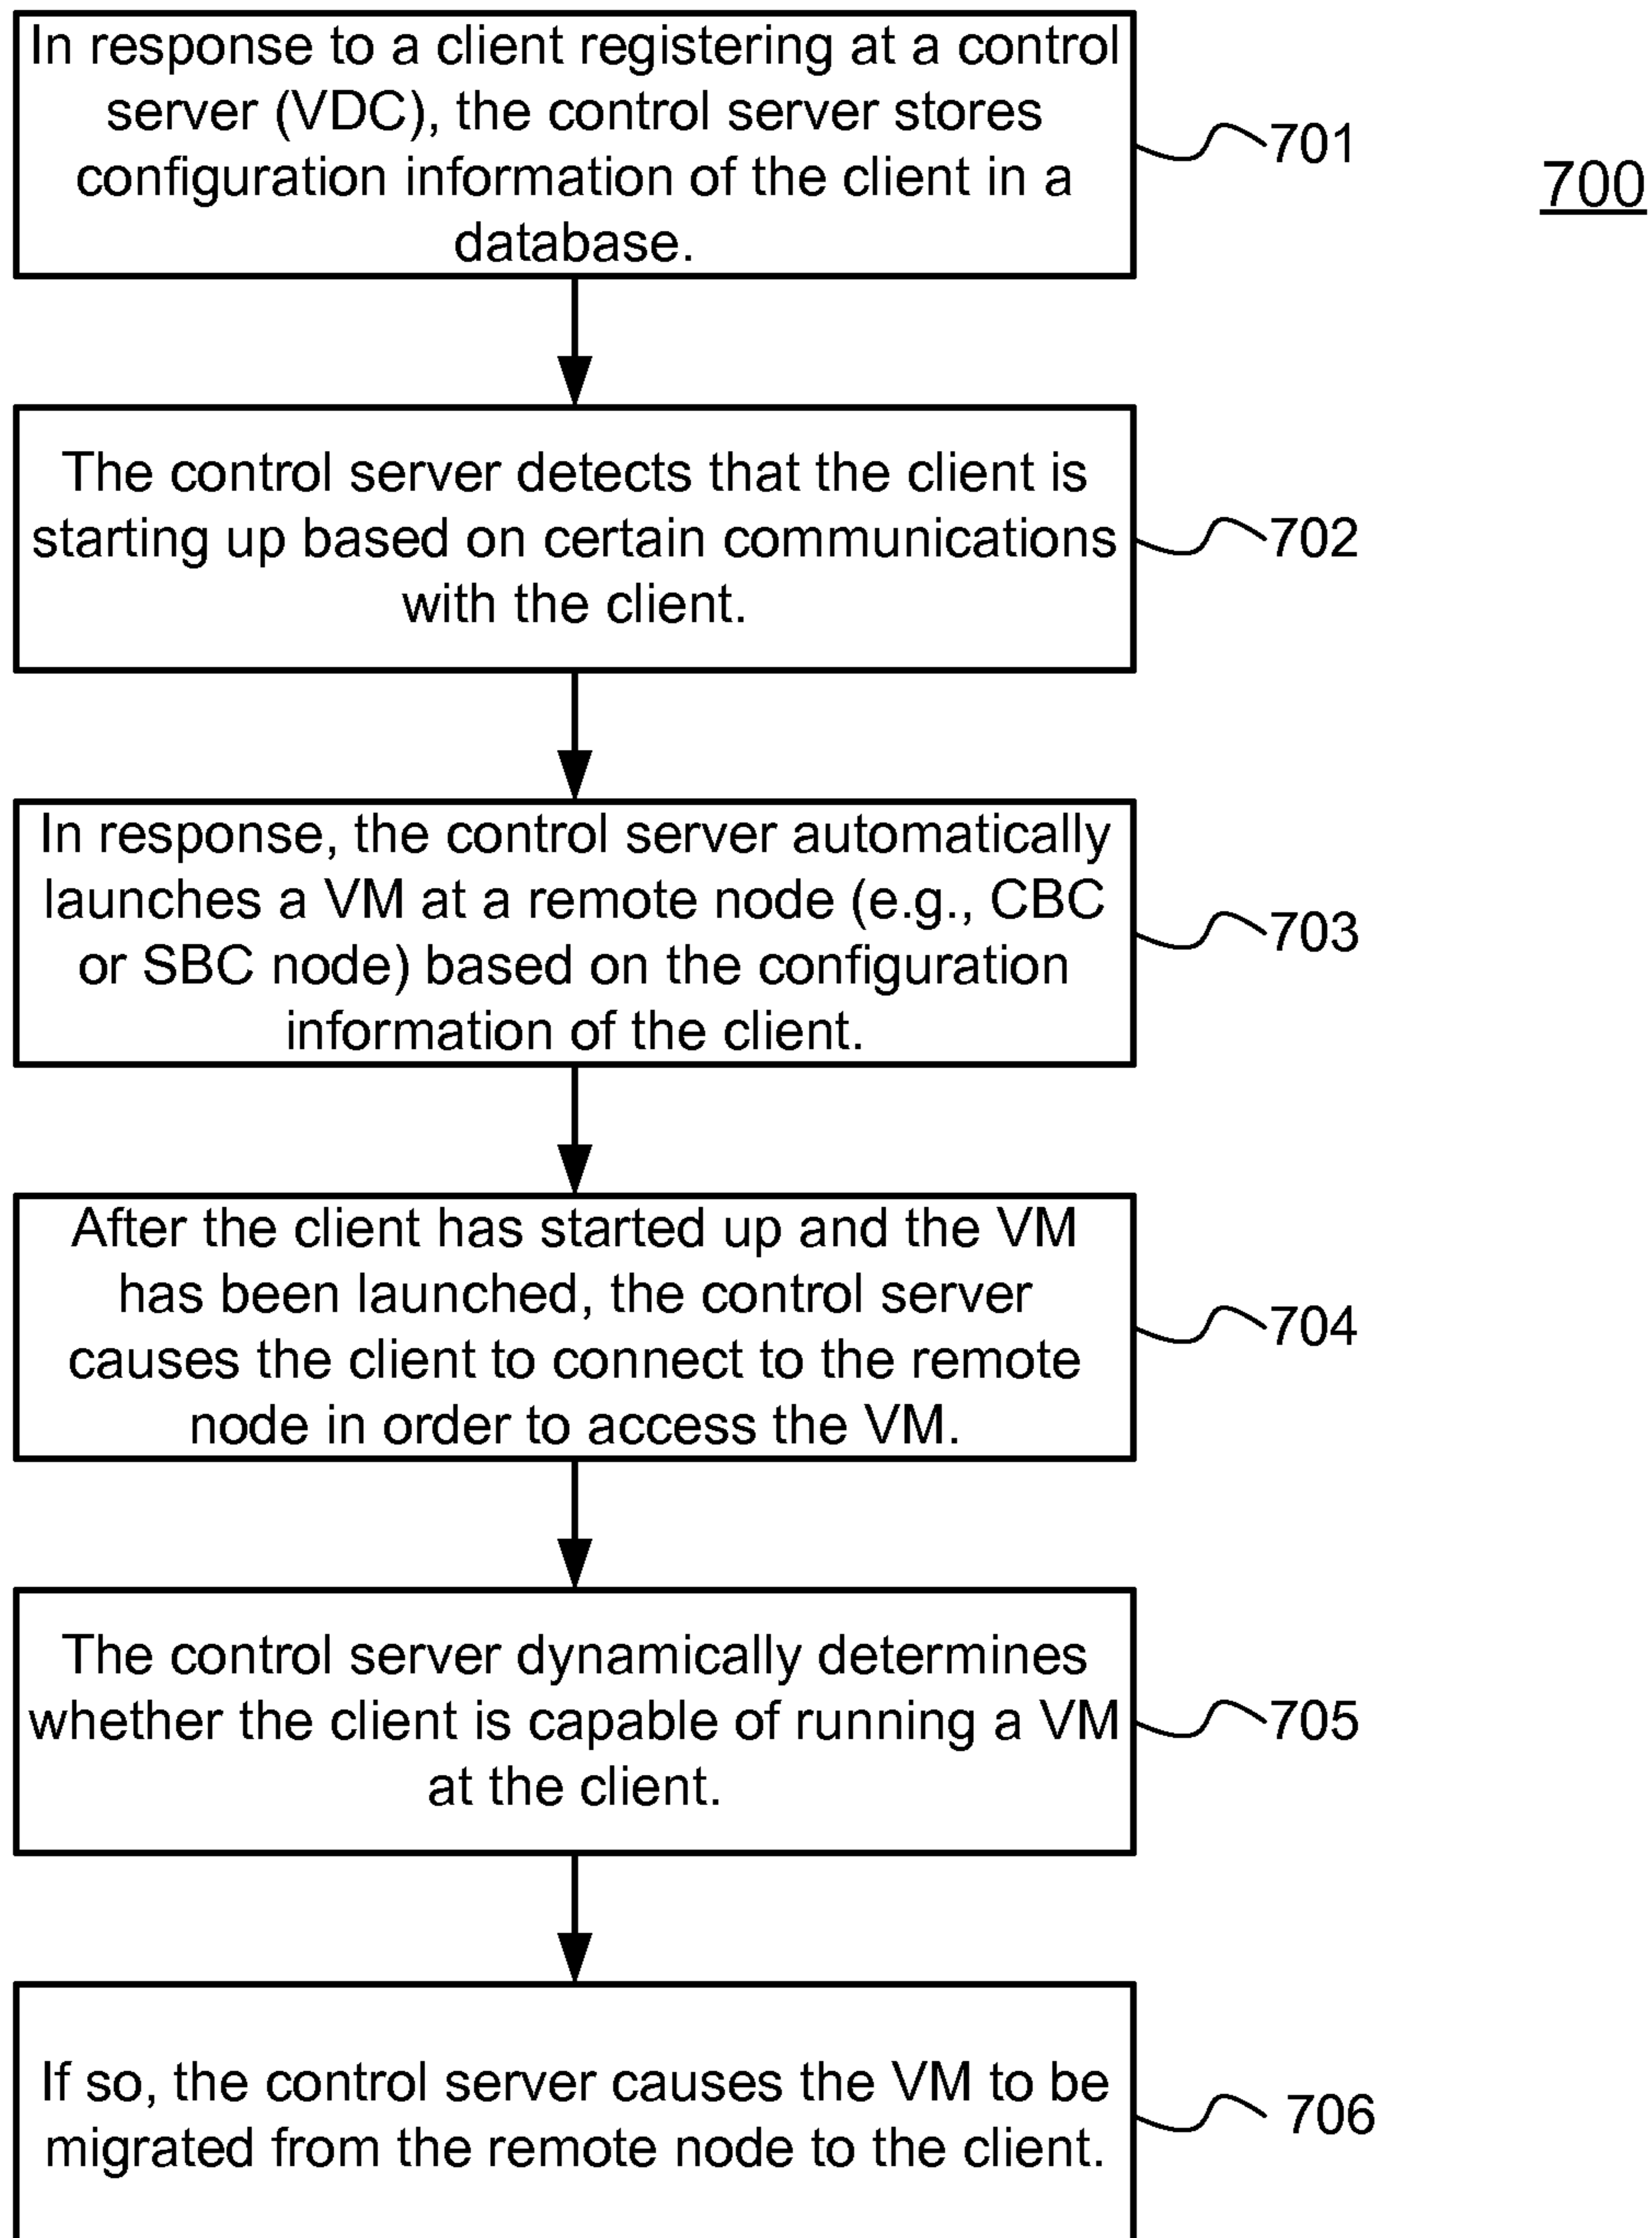 In response to a client registering at a control
server (VDC), the control server stores
configuration information of the client in a
database.
701
700
The control server detects that the client is
starting up based on certain communications
with the client.
702
In response, the control server automatically
launches a VM at a remote node (e.g., CBC
or SBC node) based on the configuration
information of the client.
703
After the client has started up and the VM
has been launched, the control server
causes the client to connect to the remote
node in order to access the VM.
704
The control server dynamically determines
whether the client is capable of running a VM
at the client.
705
If so, the control server causes the VM to be
migrated from the remote node to the client.
706